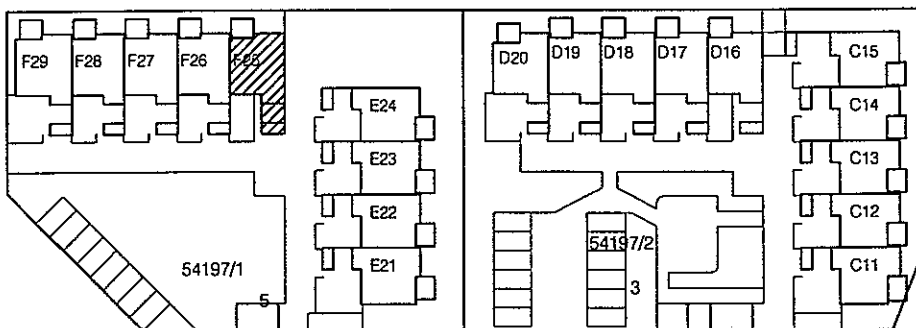 F29 F28 F27 F26 F25 D20 D19 D18 D17 D16 C15
E24 C14
E23 C13
E22 C12
54197/1 E21 54197/2 C11
5 3